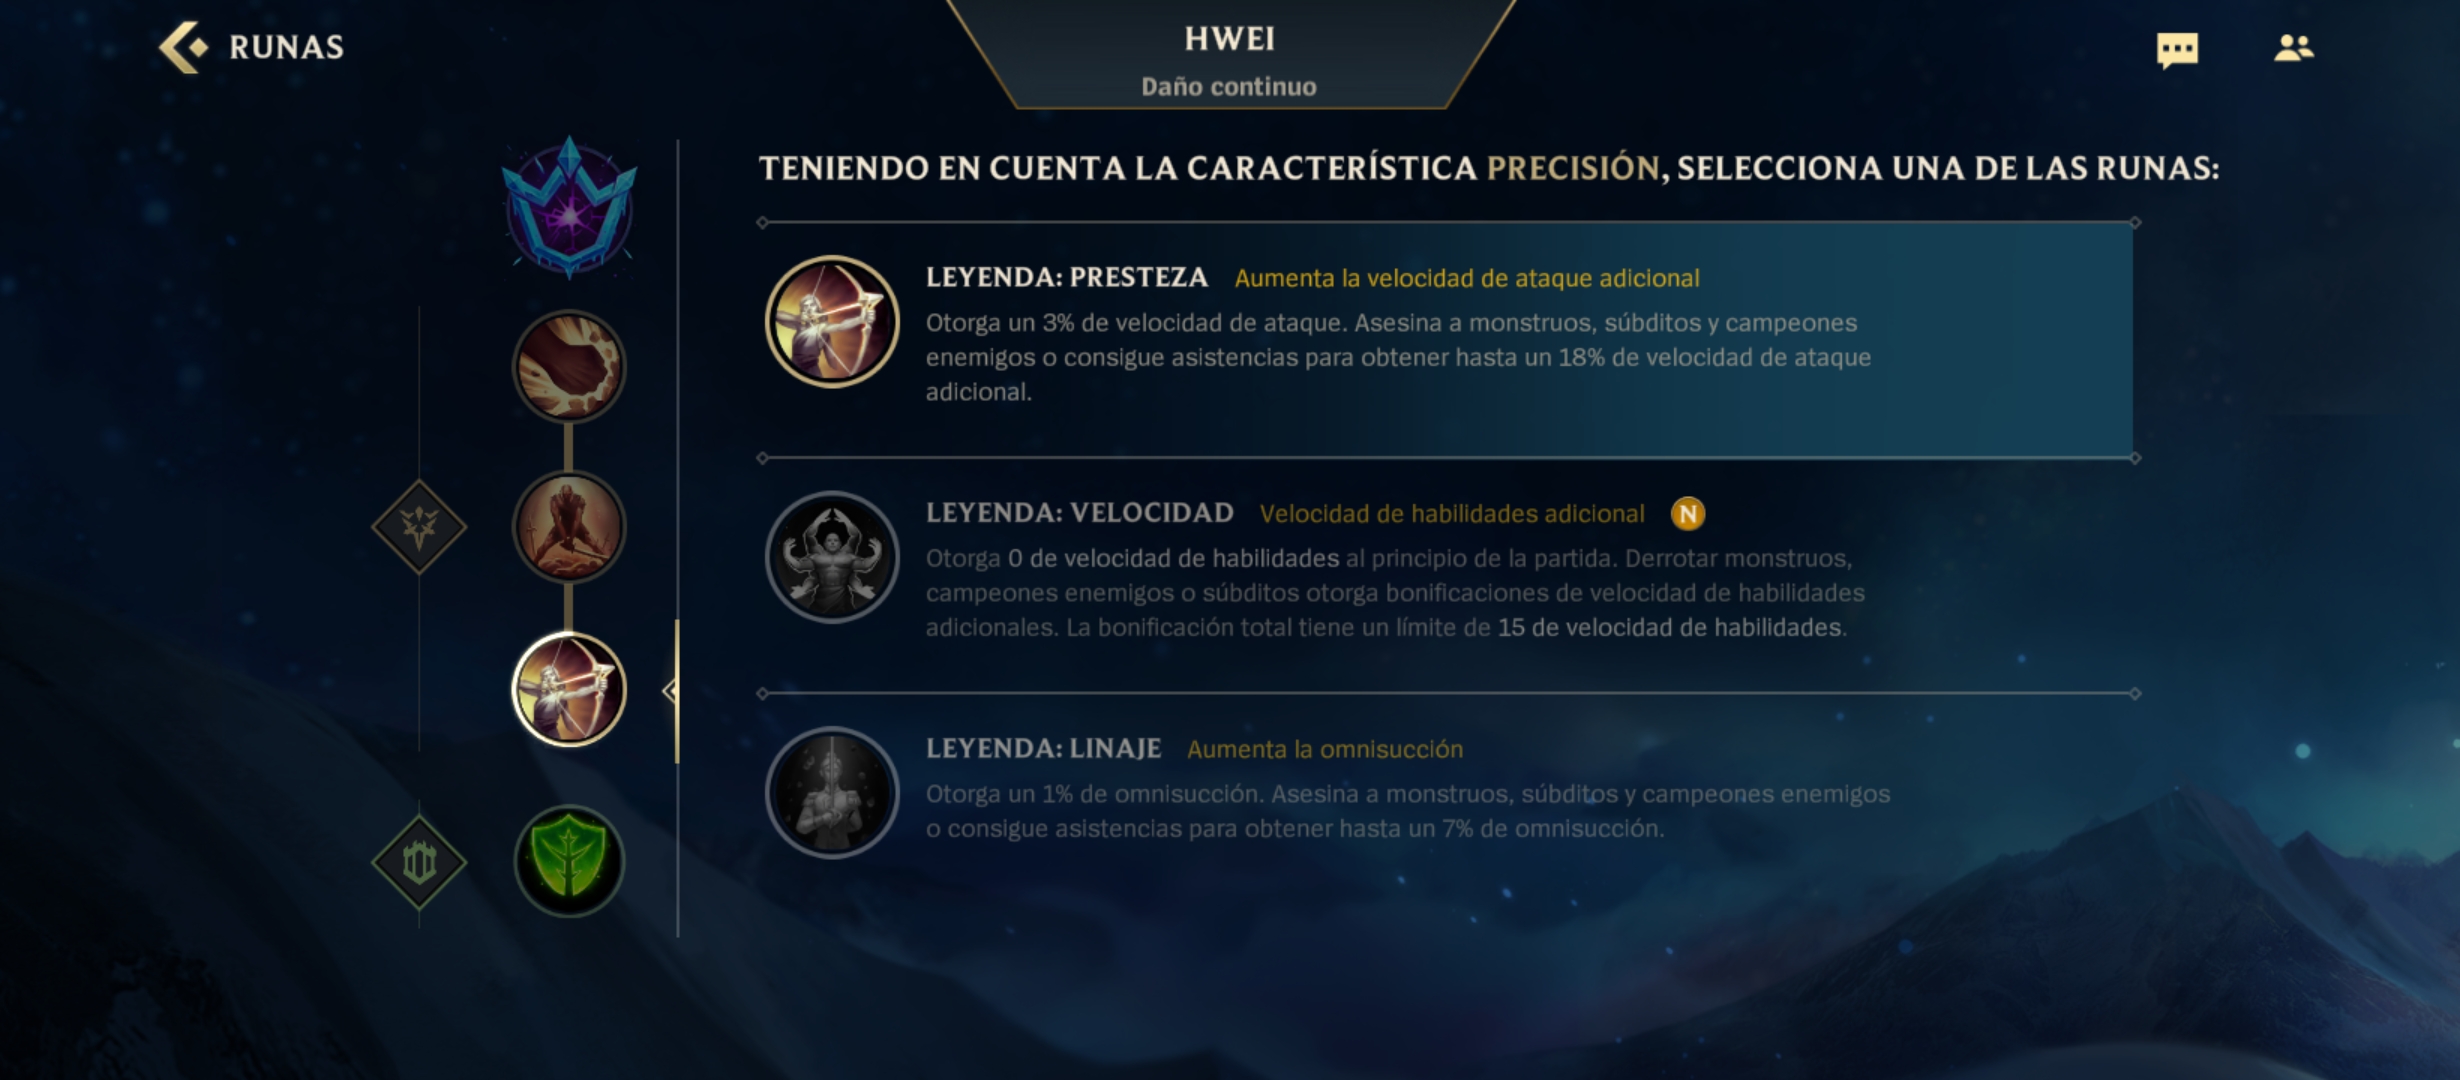 RUNAS
HWEI
Daño continuo
TENIENDO EN CUENTA LA CARACTERÍSTICA PRECISIÓN, SELECCIONA UNA DE LAS RUNAS:
LEYENDA: PRESTEZA Aumenta la velocidad de ataque adicional
Otorga un 3% de velocidad de ataque. Asesina a monstruos, súbditos y campeones
enemigos o consigue asistencias para obtener hasta un 18% de velocidad de ataque
adicional.
LEYENDA: VELOCIDAD Velocidad de habilidades adicional N
Otorga 0 de velocidad de habilidades al principio de la partida. Derrotar monstruos,
campeones enemigos o súbditos otorga bonificaciones de velocidad de habilidades
adicionales. La bonificación total tiene un límite de 15 de velocidad de habilidades.
LEYENDA: LINAJE Aumenta la omnisucción
Otorga un 1% de omnisucción. Asesina a monstruos, súbditos y campeones enemigos
o consigue asistencias para obtener hasta un 7% de omnisucción.